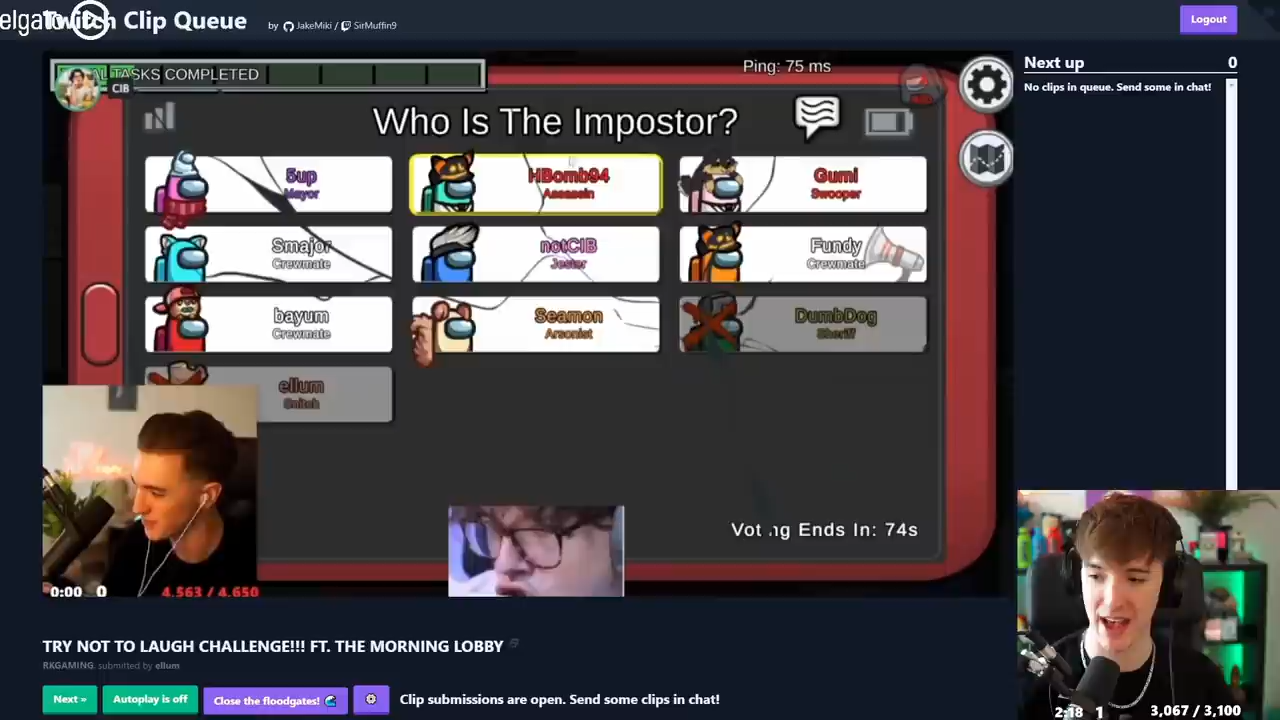 elgato
Twitch Clip Queue
by JakeMiki / SirMuffin9
Logout
TASKS COMPLETED
CIB
Ping: 75 ms
Who Is The Impostor?
5up
Mayor
HBomb94
Assassin
Gumi
Swooper
Smajor
Crewmate
notCIB
Jester
Fundy
Crewmate
bayum
Crewmate
Seamon
Arsonist
DumbDog
Sheriff
ellum
Snitch
Ends In: 74s
0:00 0
4,563 / 4,650
Next up
0
No clips in queue. Send some in chat!
TRY NOT TO LAUGH CHALLENGE!!! FT. THE MORNING LOBBY
RKGAMING, submitted by ellum
Next »
Autoplay is off
Close the floodgates!
Clip submissions are open. Send some clips in chat!
2:18 1
3,067 / 3,100